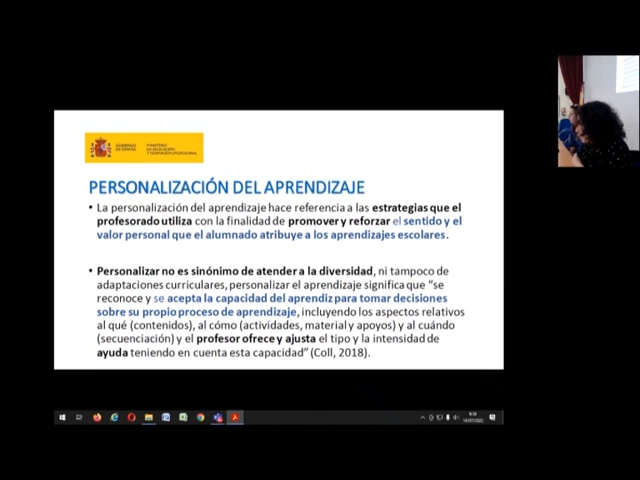 GOBIERNO
DE ESPAÑA
MINISTERIO
DE EDUCACIÓN
Y FORMACIÓN PROFESIONAL
PERSONALIZACIÓN DEL APRENDIZAJE
• La personalización del aprendizaje hace referencia a las estrategias que el
profesorado utiliza con la finalidad de promover y reforzar el sentido y el
valor personal que el alumnado atribuye a los aprendizajes escolares.
• Personalizar no es sinónimo de atender a la diversidad, ni tampoco de
adaptaciones curriculares, personalizar el aprendizaje significa que “se
reconoce y se acepta la capacidad del aprendiz para tomar decisiones
sobre su propio proceso de aprendizaje, incluyendo los aspectos relativos
al qué (contenidos), al cómo (actividades, material y apoyos) y al cuándo
(secuenciación) y el profesor ofrece y ajusta el tipo y la intensidad de
ayuda teniendo en cuenta esta capacidad” (Coll, 2018).